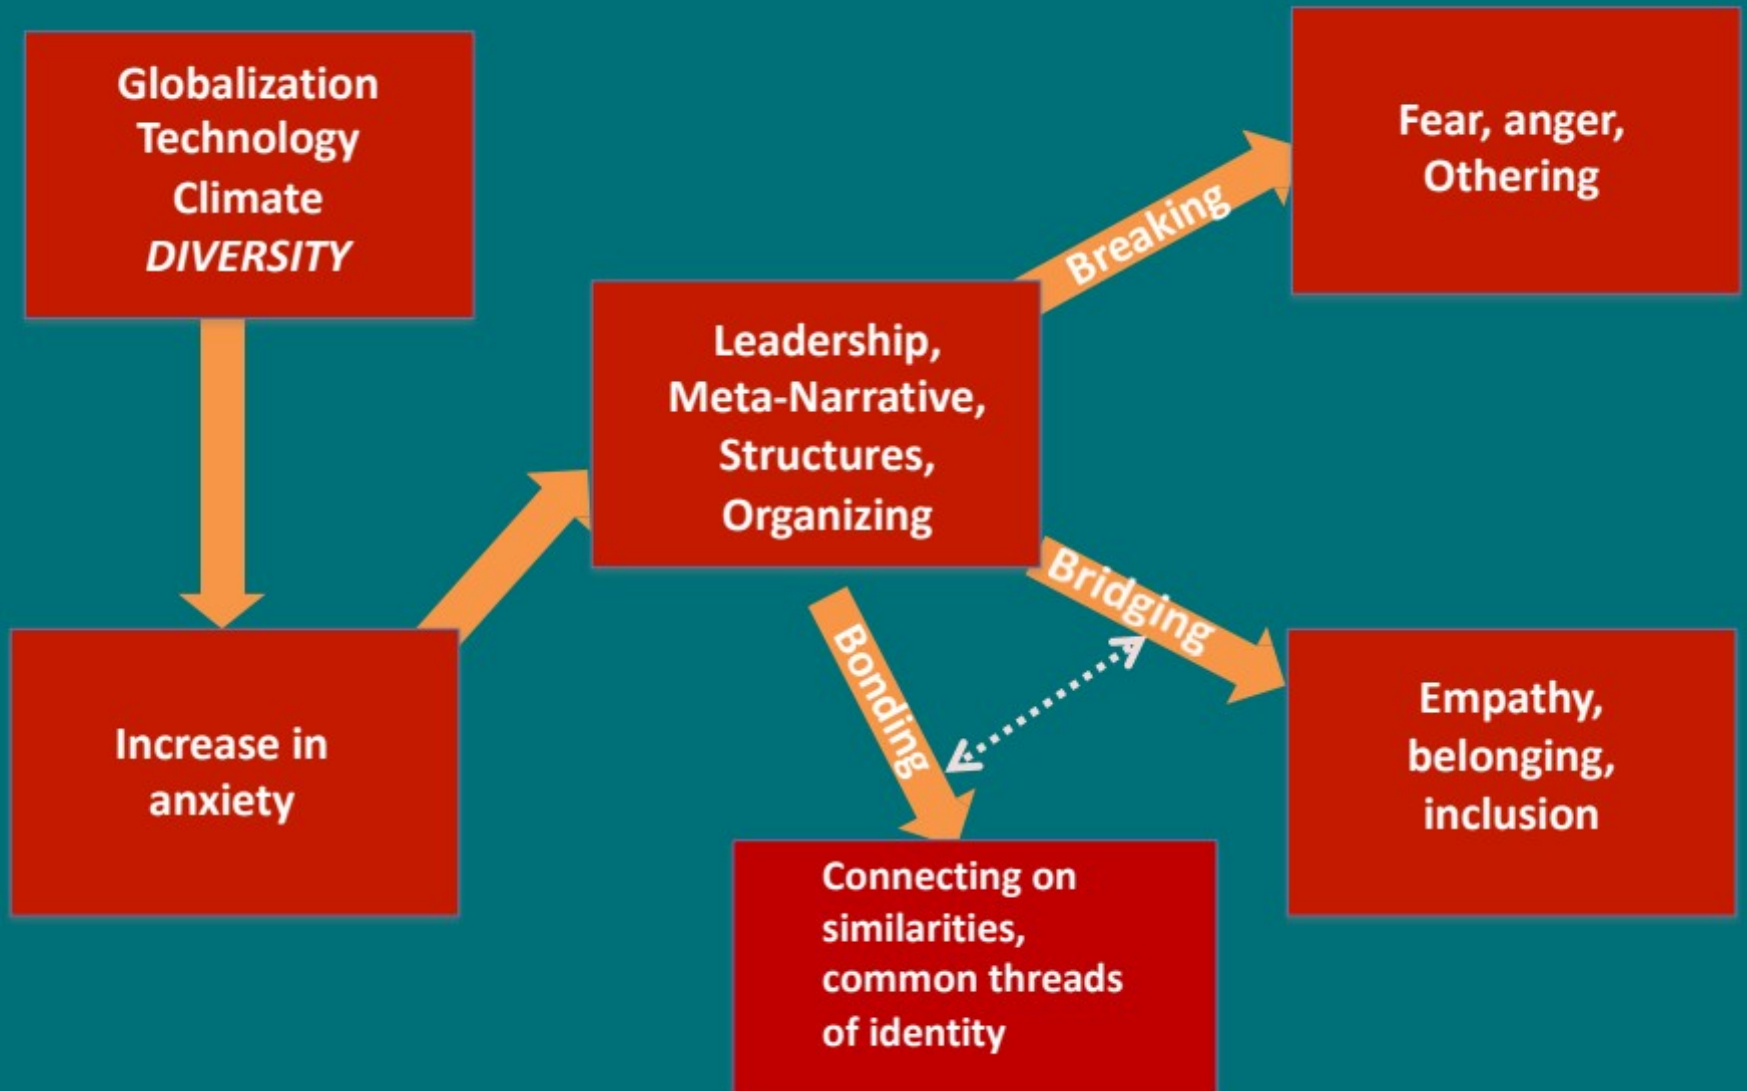 Globalization
Technology
Climate
DIVERSITY
Increase in
anxiety
Leadership,
Meta-Narrative,
Structures,
Organizing
Breaking
Fear, anger,
Othering
Bridging
Empathy,
belonging,
inclusion
Bonding
Connecting on
similarities,
common threads
of identity